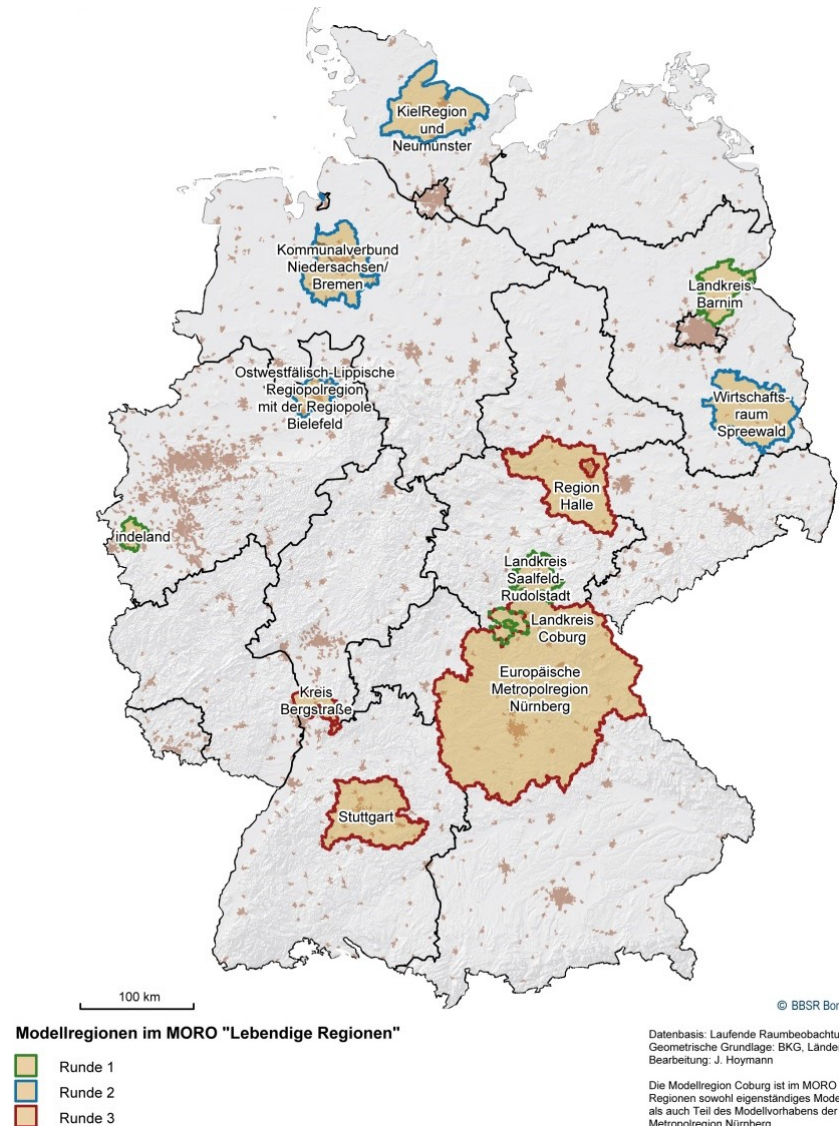 KielRegion
und
Neumünster
Kommunalverbund
Niedersachsen/
Bremen
Landkreis
Barnim
Ostwestfälisch-Lippische
Regiopolregion
mit der Regiopole
Bielefeld
Wirtschafts-
raum
Spreewald
Region
Halle
indeland
Landkreis
Saalfeld-
Rudolstadt
Landkreis
Coburg
Europäische
Metropolregion
Nürnberg
Kreis
Bergstraße
Stuttgart
100 km
© BBSR Bon
Modellregionen im MORO "Lebendige Regionen"
Runde 1
Runde 2
Runde 3
Datenbasis: Laufende Raumbeobachtu
Geometrische Grundlage: BKG, Länder
Bearbeitung: J. Hoymann
Die Modellregion Coburg ist im MORO
Regionen sowohl eigenständiges Model
als auch Teil des Modellvorhabens der
Metropolregion Nürnberg